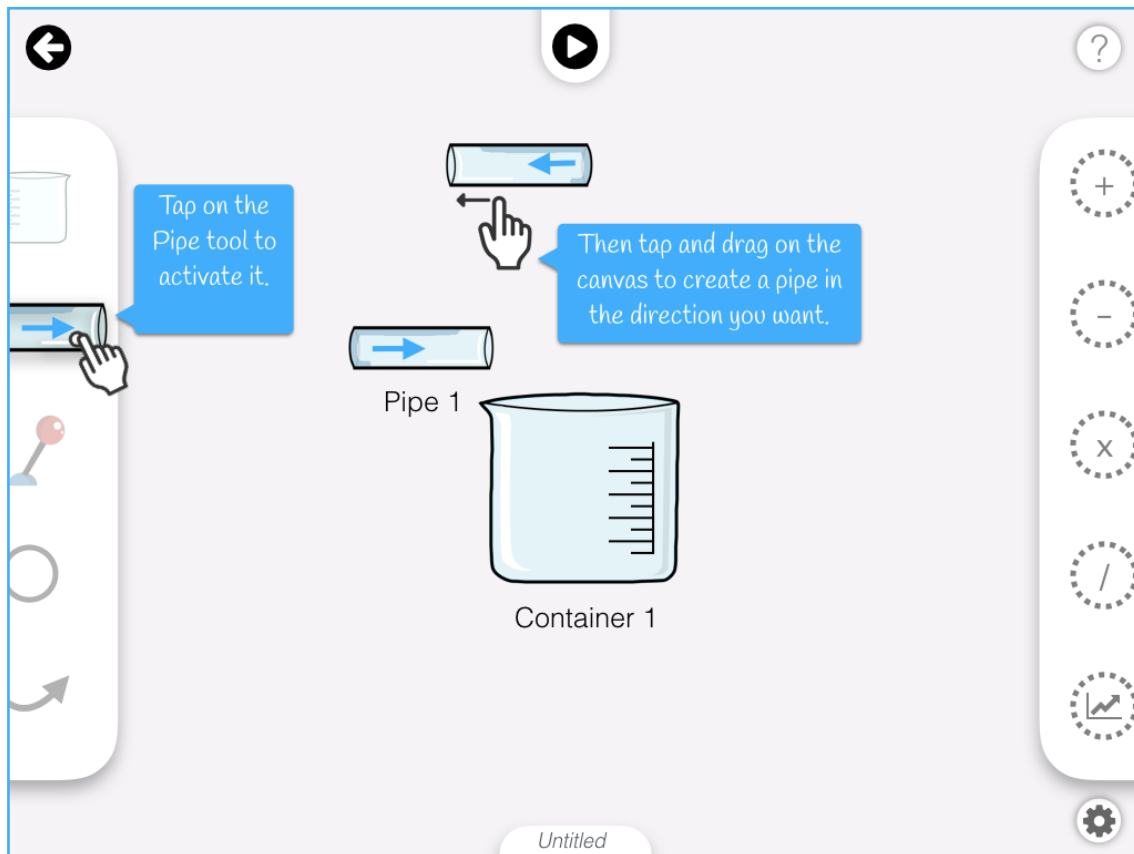 ?
Tap on the
Pipe tool to
activate it.
Then tap and drag on the
canvas to create a pipe in
the direction you want.
Pipe 1
Container 1
+
-
x
/
Untitled